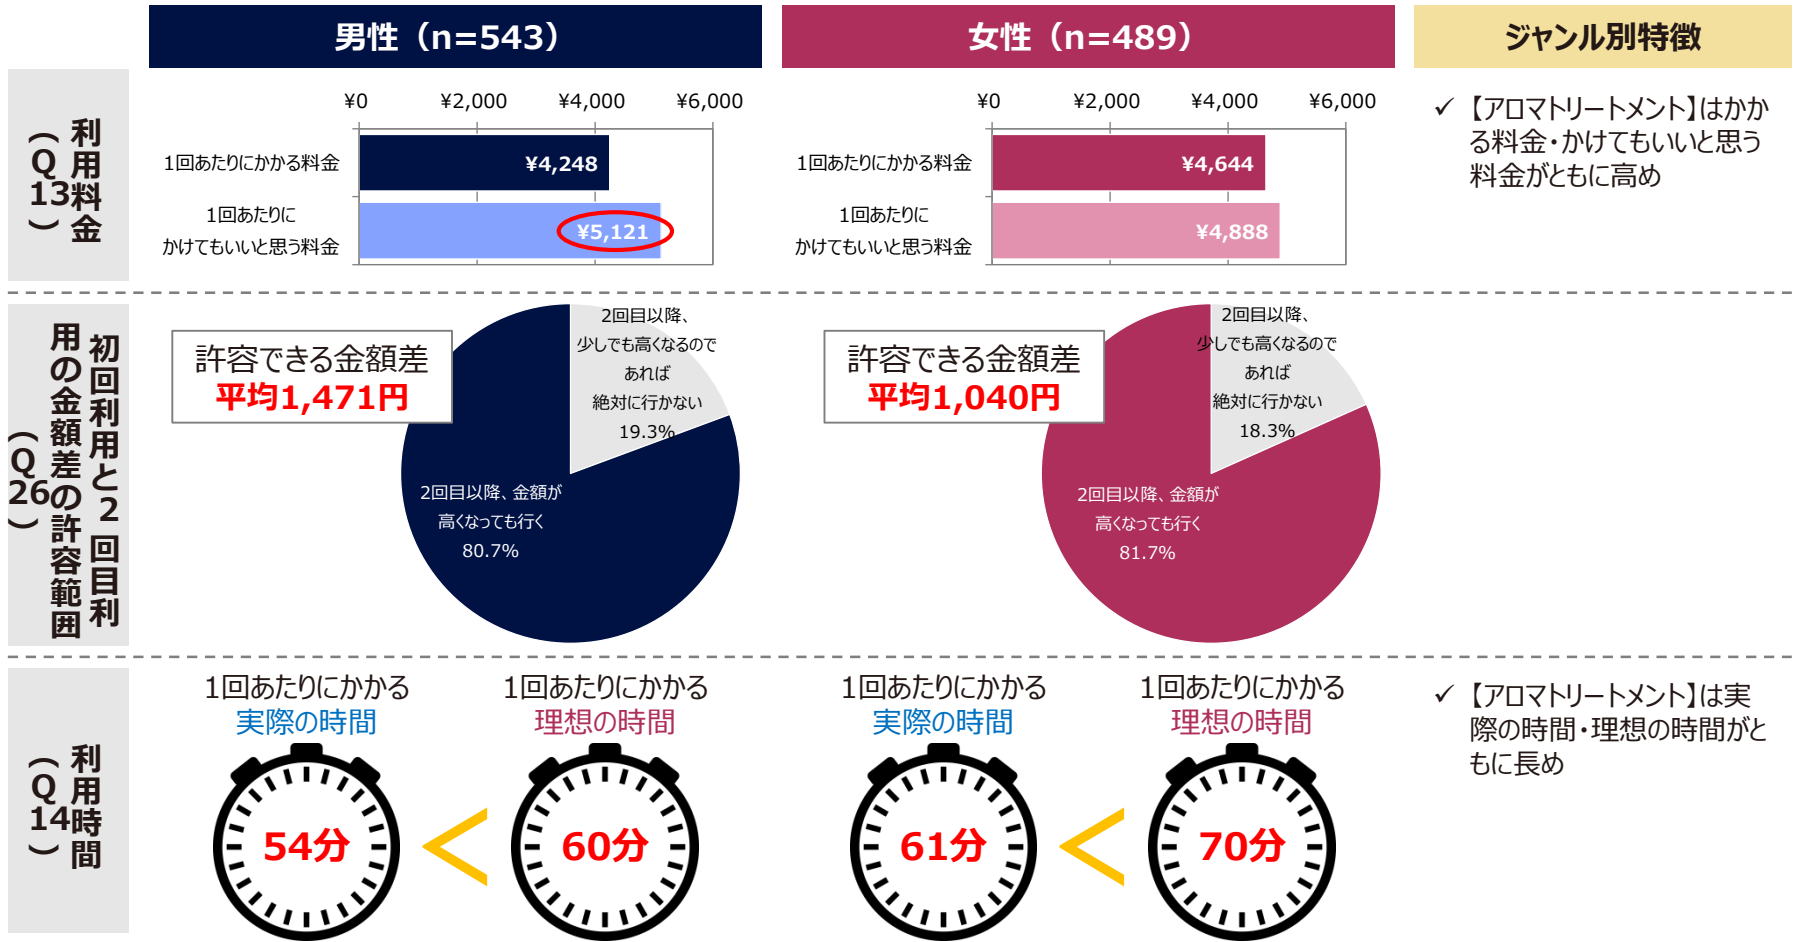 男性（n=543）
女性（n=489）
ジャンル別特徴
利用料金
（Q13）
¥0
¥2,000
¥4,000
¥6,000
1回あたりにかかる料金
¥4,248
1回あたりに
かけてもいいと思う料金
¥5,121
¥0
¥2,000
¥4,000
¥6,000
1回あたりにかかる料金
¥4,644
1回あたりに
かけてもいいと思う料金
¥4,888
✓ 【アロマトリートメント】はかか
る料金・かけてもいいと思う
料金がともに高め
初回利用と２回目利
用の金額差の許容範囲
（Q26）
許容できる金額差
平均1,471円
2回目以降、
少しでも高くなるので
あれば
絶対に行かない
19.3%
2回目以降、金額が
高くなっても行く
80.7%
許容できる金額差
平均1,040円
2回目以降、
少しでも高くなるので
あれば
絶対に行かない
18.3%
2回目以降、金額が
高くなっても行く
81.7%
利用時間
（Q14）
1回あたりにかかる
実際の時間
54分
<
1回あたりにかかる
理想の時間
60分
1回あたりにかかる
実際の時間
61分
<
1回あたりにかかる
理想の時間
70分
✓ 【アロマトリートメント】は実
際の時間・理想の時間がと
もに長め